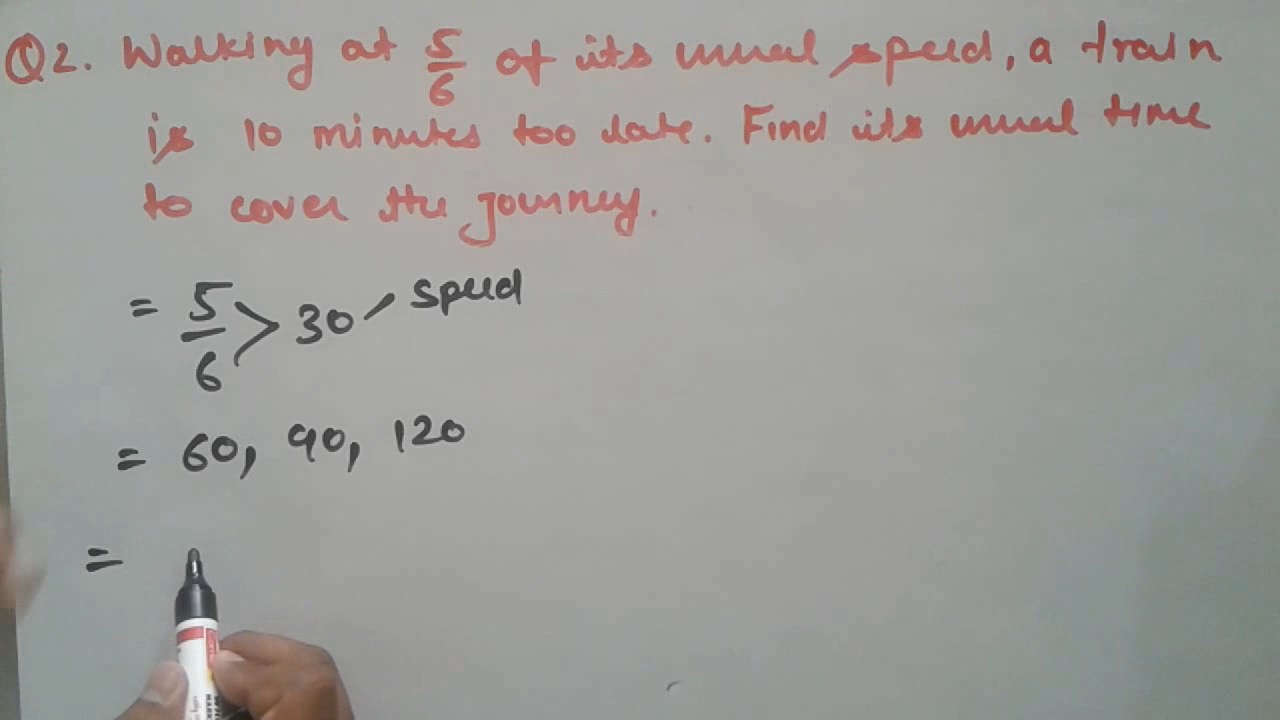 Q2. Walking at 5/6 of its usual speed, a train
is 10 minutes too late. Find its usual time
to cover the journey.
= 5/6 > 30 speed
= 60, 90, 120
=